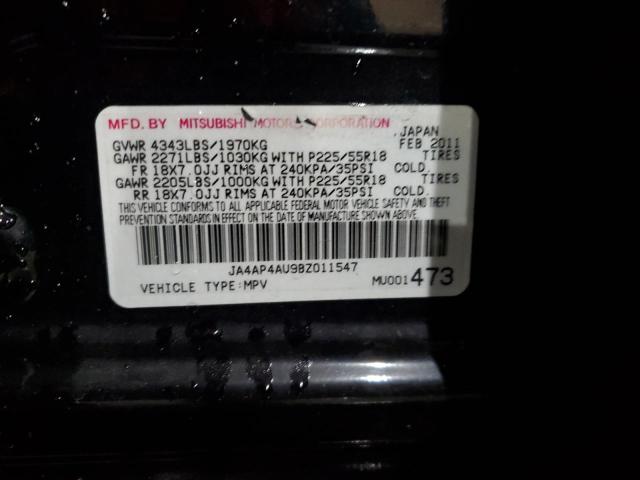 MFD. BY MITSUBISHI MOTORS CORPORATION ,JAPAN
GVWR 4343LBS/1970KG FEB 2011
GAWR 2271LBS/1030KG WITH P225/55R18 TIRES
FR 18X7.0JJ RIMS AT 240KPA/35PSI COLD.
GAWR 2205LBS/1000KG WITH P225/55R18 TIRES
RR 18X7.0JJ RIMS AT 240KPA/35PSI COLD.
THIS VEHICLE CONFORMS TO ALL APPLICABLE FEDERAL MOTOR VEHICLE SAFETY AND THEFT
PREVENTION STANDARDS IN EFFECT ON THE DATE OF MANUFACTURE SHOWN ABOVE.
JA4AP4AU9BZ011547
VEHICLE TYPE:MPV MU001473